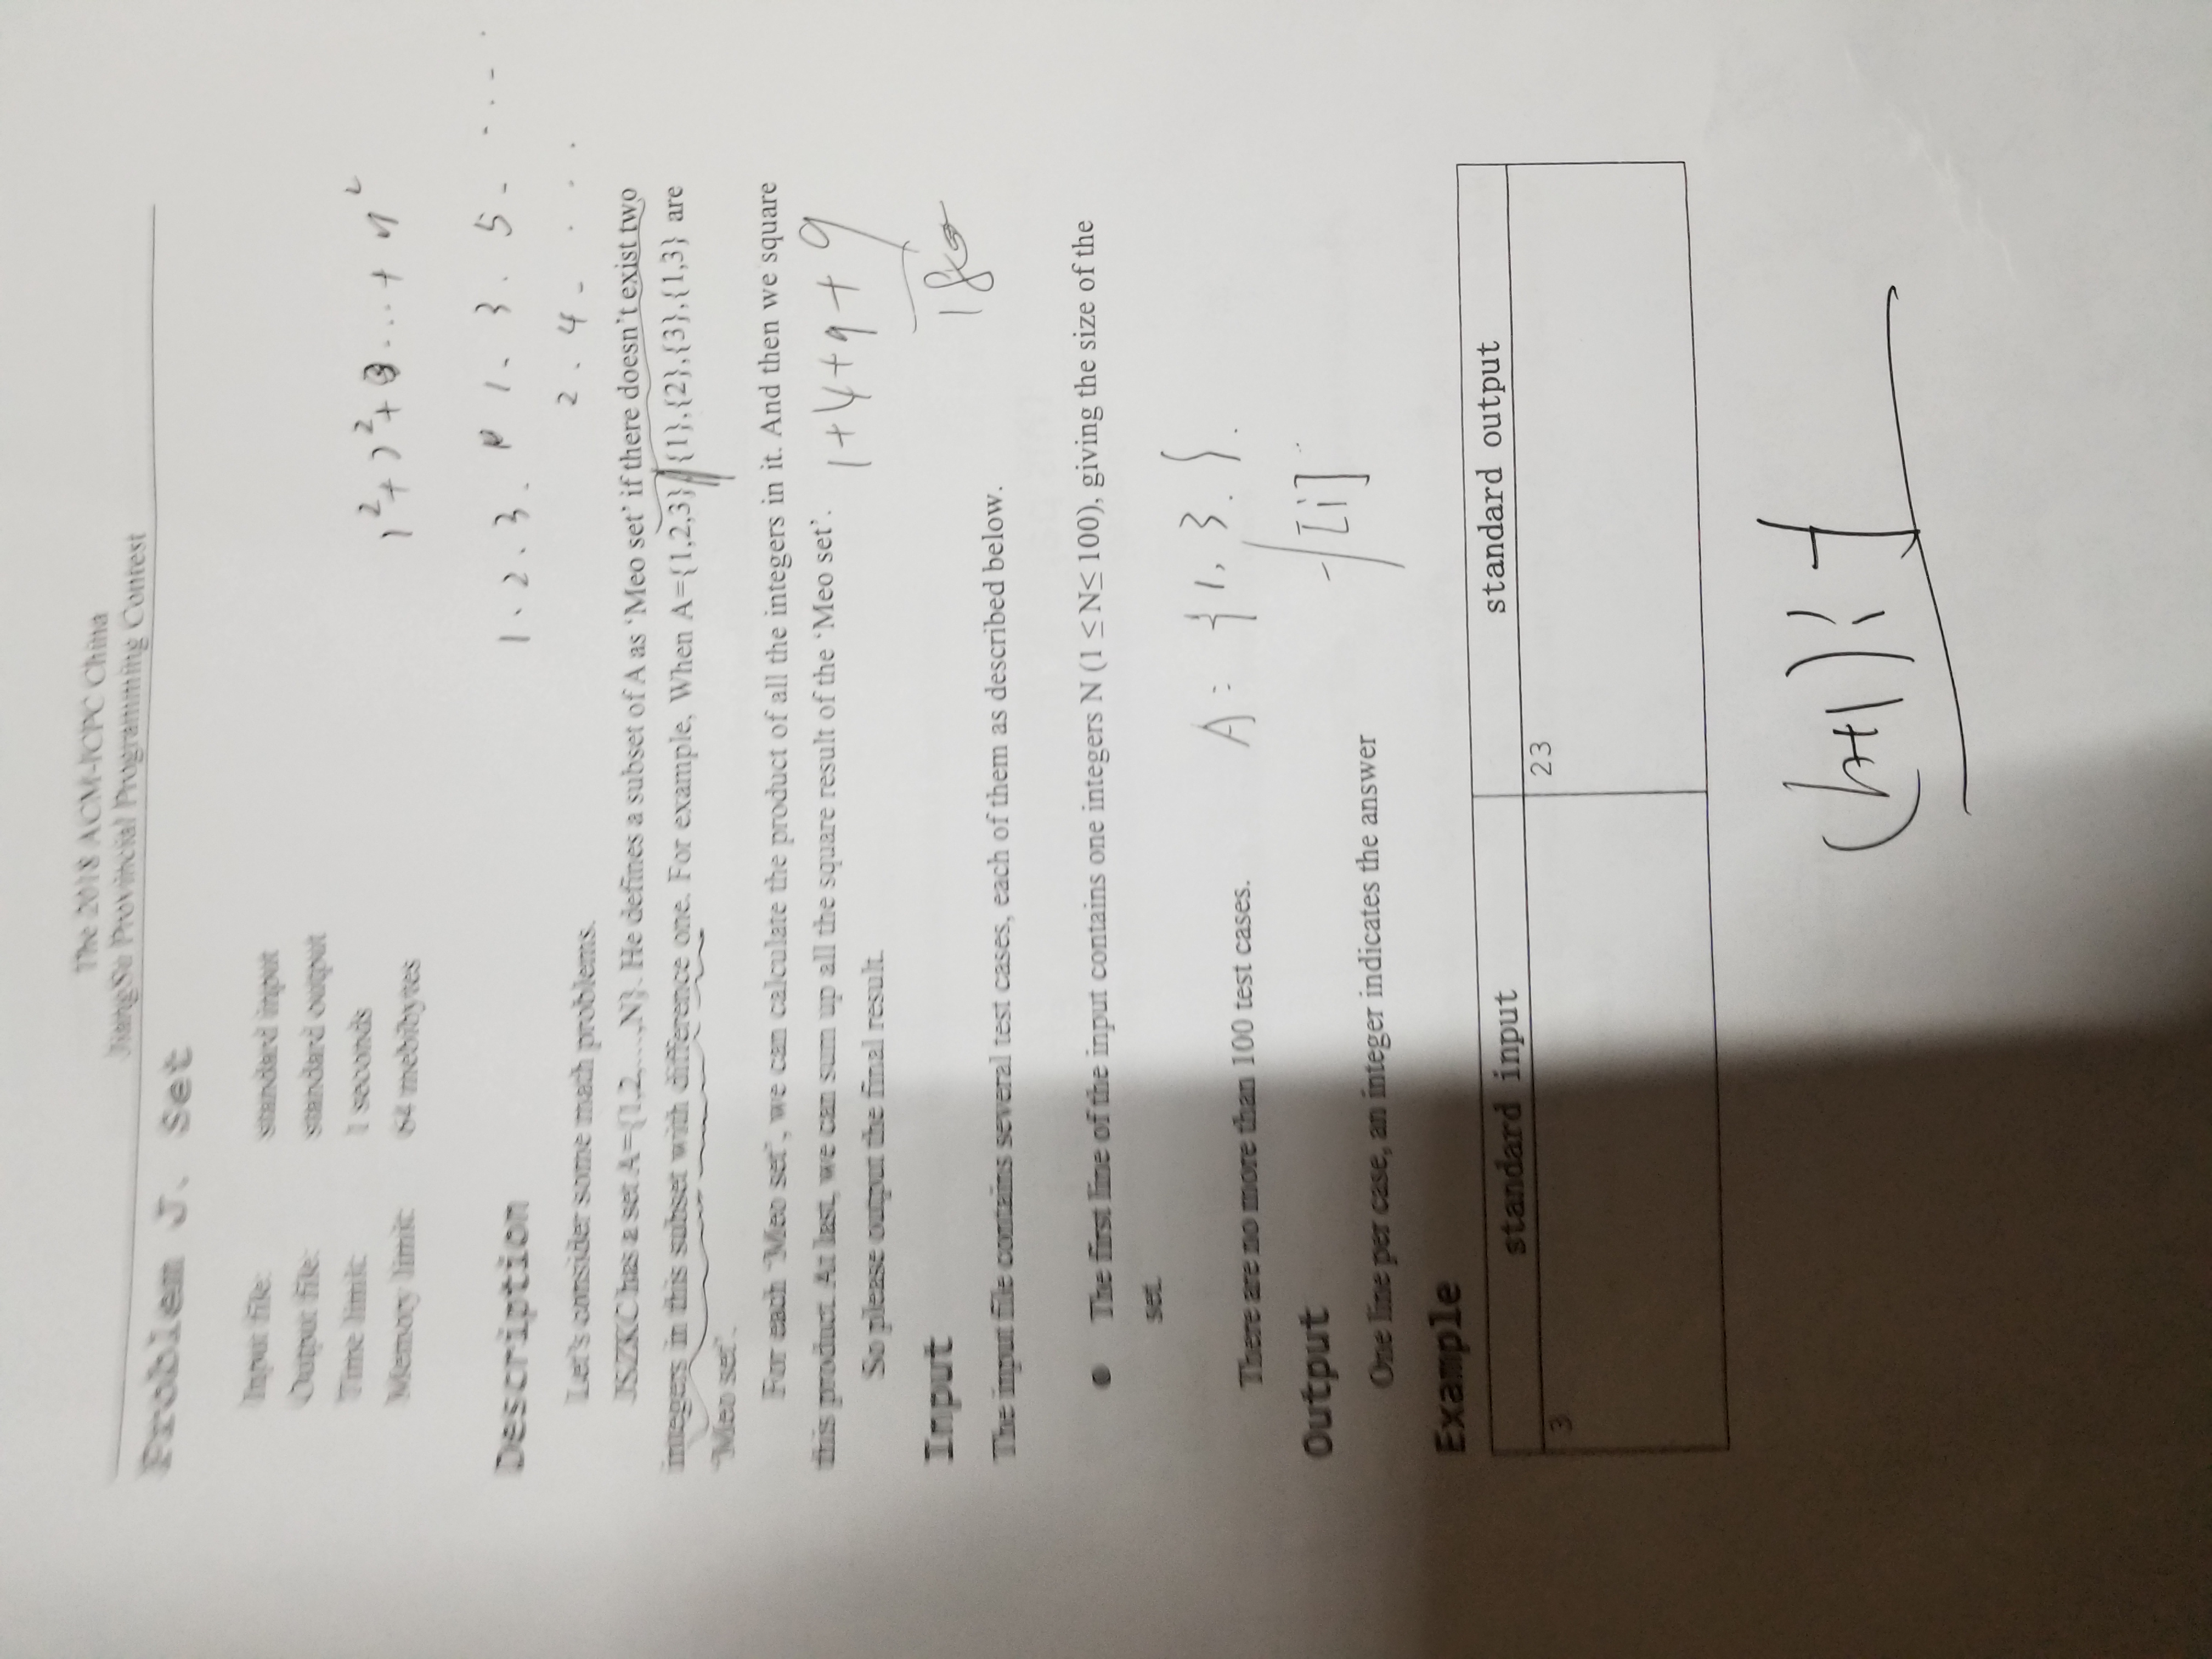 The 2018 ACM-ICPC China
JiangSu Provincial Programming Contest
Problem J. Set
Input file: standard input
Output file: standard output
Time limit: 1 seconds
Memory limit: 64 mebibytes
1²+2²+3...+n²
Description
1.2.3. 1.3.5.....
2.4....
Let's consider some math problems.
JSZKC has a set A={1,2,...,N}. He defines a subset of A as 'Meo set' if there doesn't exist two
integers in this subset with difference one. For example, When A={1,2,3},{1},{2},{3},{1,3} are
"Meo set".
For each "Meo set", we can calculate the product of all the integers in it. And then we square
this product. At last, we can sum up all the square result of the 'Meo set'.
1+4+9+9
So please output the final result.
18
Input
The input file contains several test cases, each of them as described below.
● The first line of the input contains one integers N (1 ≤ N≤ 100), giving the size of the
set.
A = {1, 3.}.
There are no more than 100 test cases.
f[i]
Output
One line per case, an integer indicates the answer
Example
standard input standard output
3 23
(n+1)!